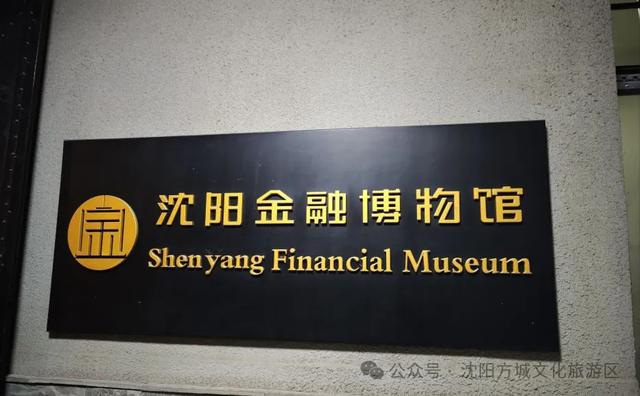 沈阳金融博物馆
Shenyang Financial Museum
公众号·沈阳方城文化旅游区